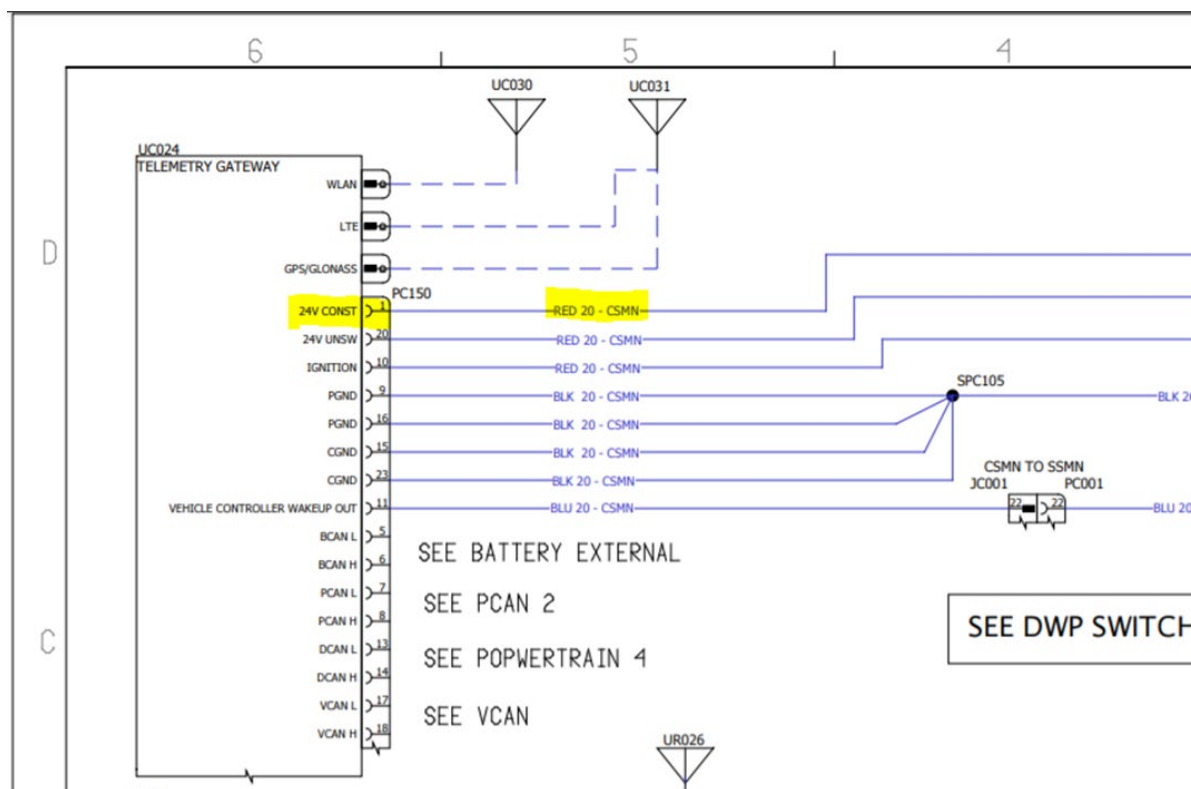 6 5 4
UC030 UC031
UC024
TELEMETRY GATEWAY
WLAN
LTE
D
GPS/GLONASS
PC150
24V CONST 1 RED 20 - CSMN
24V UNSW 20 RED 20 - CSMN
IGNITION 10 RED 20 - CSMN
SPC105
PGND 9 BLK 20 - CSMN BLK 20
PGND 16 BLK 20 - CSMN
CGND 15 BLK 20 - CSMN
CSMN TO SSMN
CGND 23 BLK 20 - CSMN
JC001 PC001
VEHICLE CONTROLLER WAKEUP OUT 11 BLU 20 - CSMN 22 22 BLU 20
BCAN L 5
SEE BATTERY EXTERNAL
BCAN H 6
PCAN L 7
SEE PCAN 2
PCAN H 8
SEE DWP SWITCH
C
DCAN L 13
SEE POPWERTRAIN 4
DCAN H 14
VCAN L 17
SEE VCAN
VCAN H 18
UR026